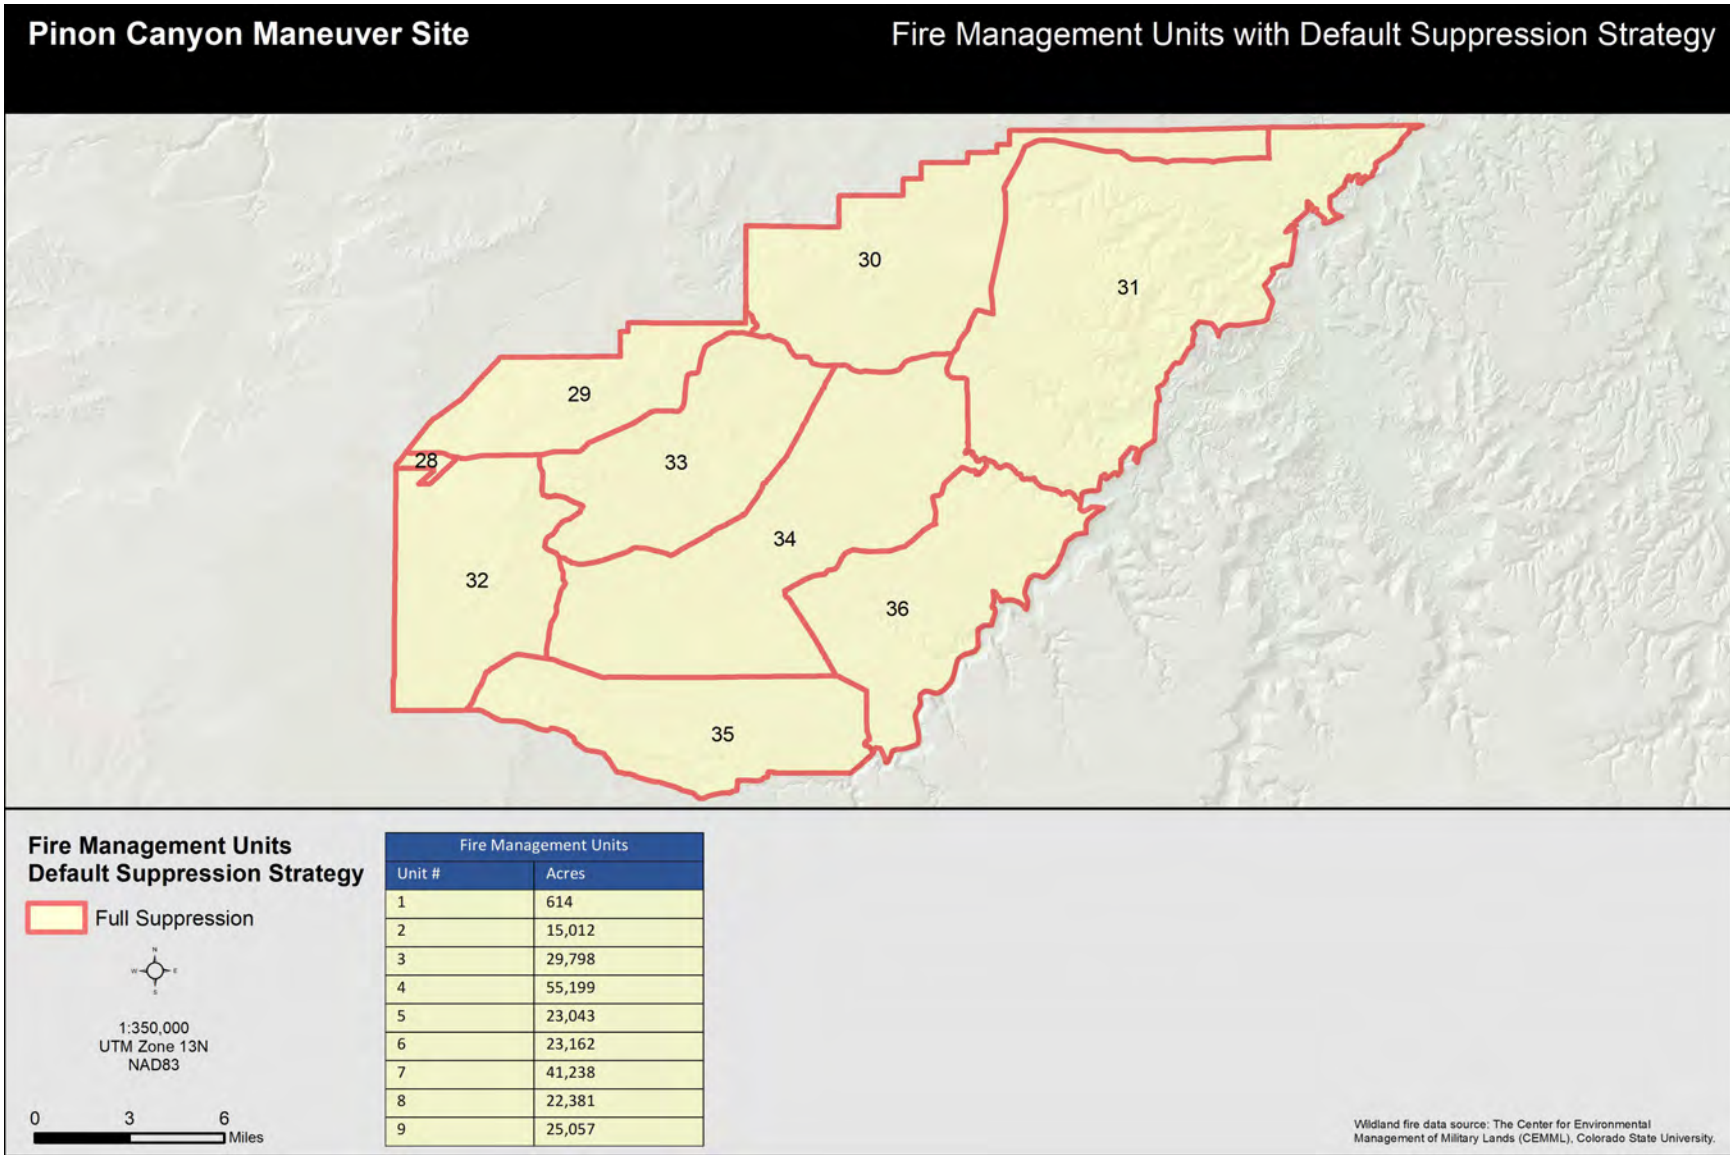 Pinon Canyon Maneuver Site
Fire Management Units with Default Suppression Strategy
30
31
29
28
33
34
32
36
35
Fire Management Units
Default Suppression Strategy
Full Suppression
N
W E
S
1:350,000
UTM Zone 13N
NAD83
0 3 6
Miles
Fire Management Units
Unit # Acres
1 614
2 15,012
3 29,798
4 55,199
5 23,043
6 23,162
7 41,238
8 22,381
9 25,057
Wildland fire data source: The Center for Environmental
Management of Military Lands (CEMML), Colorado State University.